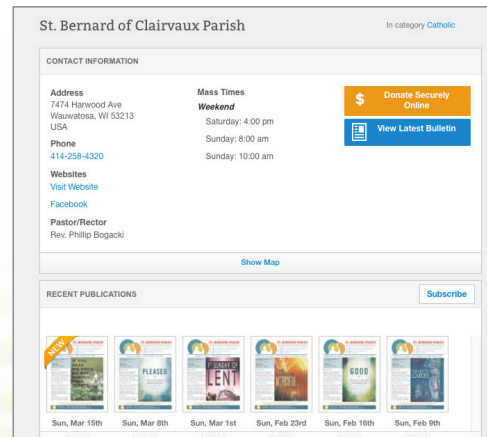 St. Bernard of Clairvaux Parish
In category Catholic
CONTACT INFORMATION
Address
7474 Harwood Ave
Wauwatosa, WI 53213
USA
Phone
414-258-4320
Websites
Visit Website
Facebook
Pastor/Rector
Rev. Phillip Bogacki
Mass Times
Weekend
Saturday: 4:00 pm
Sunday: 8:00 am
Sunday: 10:00 am
$ Donate Securely
Online
View Latest Bulletin
Show Map
RECENT PUBLICATIONS
Subscribe
NEW
PLEASED
1ST SUNDAY OF
LENT
MERCIFUL
GOOD
Sun, Mar 15th
Sun, Mar 8th
Sun, Mar 1st
Sun, Feb 23rd
Sun, Feb 16th
Sun, Feb 9th